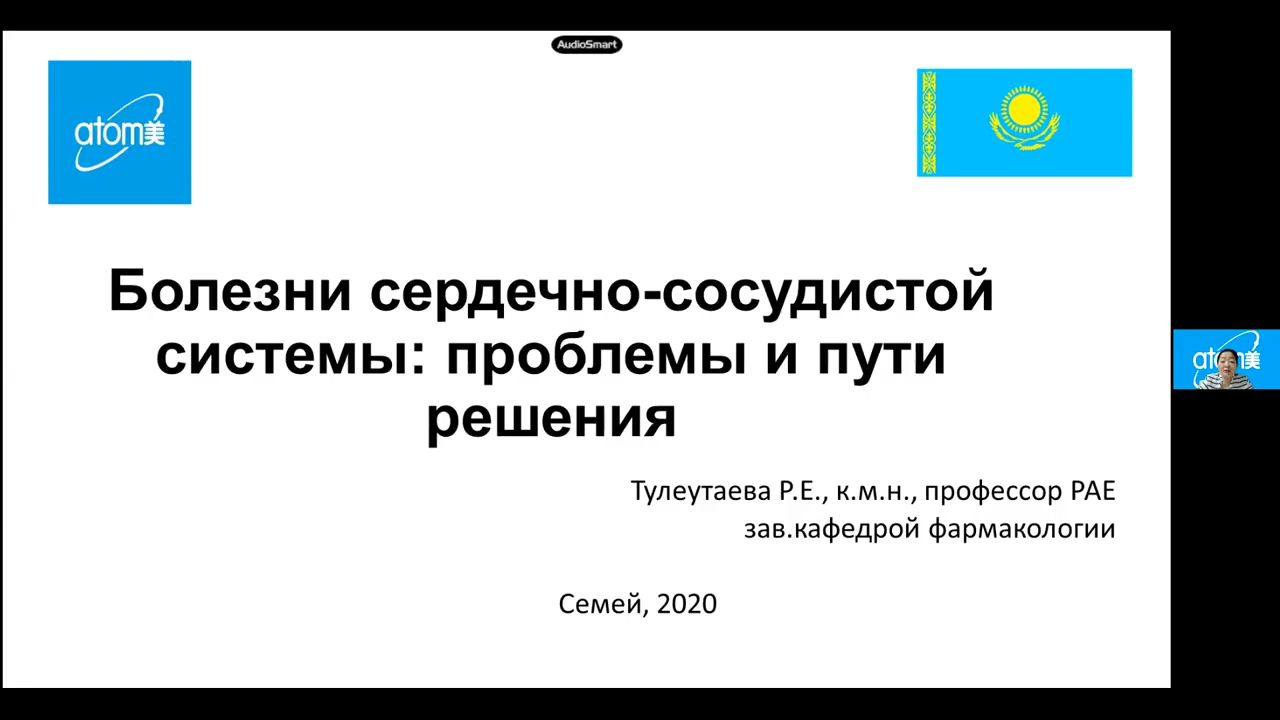 AudioSmart
atom美
Болезни сердечно-сосудистой
системы: проблемы и пути
решения
Тулеутаева Р.Е., к.м.н., профессор РАЕ
зав.кафедрой фармакологии
Семей, 2020
atom美